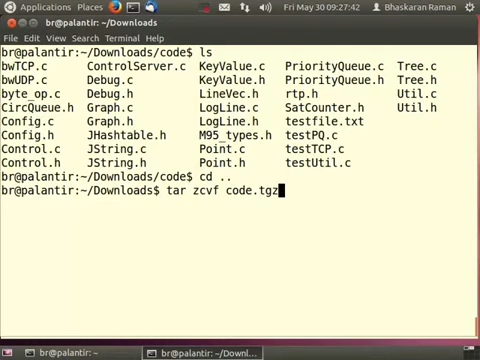 Applications Places Fri May 30 09:27:42 Bhaskaran Raman
br@palantir: ~/Downloads
File Edit View Search Terminal Help
br@palantir:~/Downloads/code$ ls
bwTCP.c ControlServer.c KeyValue.c PriorityQueue.c Tree.c
bwUDP.c Debug.c KeyValue.h PriorityQueue.h Tree.h
byte_op.c Debug.h LineVec.h rtp.h Util.c
CircQueue.h Graph.c LogLine.c SatCounter.h Util.h
Config.c Graph.h LogLine.h testfile.txt
Config.h JHashtable.h M95_types.h testPQ.c
Control.c JString.c Point.c testTCP.c
Control.h JString.h Point.h testUtil.c
br@palantir:~/Downloads/code$ cd ..
br@palantir:~/Downloads$ tar zcvf code.tgz
br@palantir: ~ br@palantir: ~/Downl...